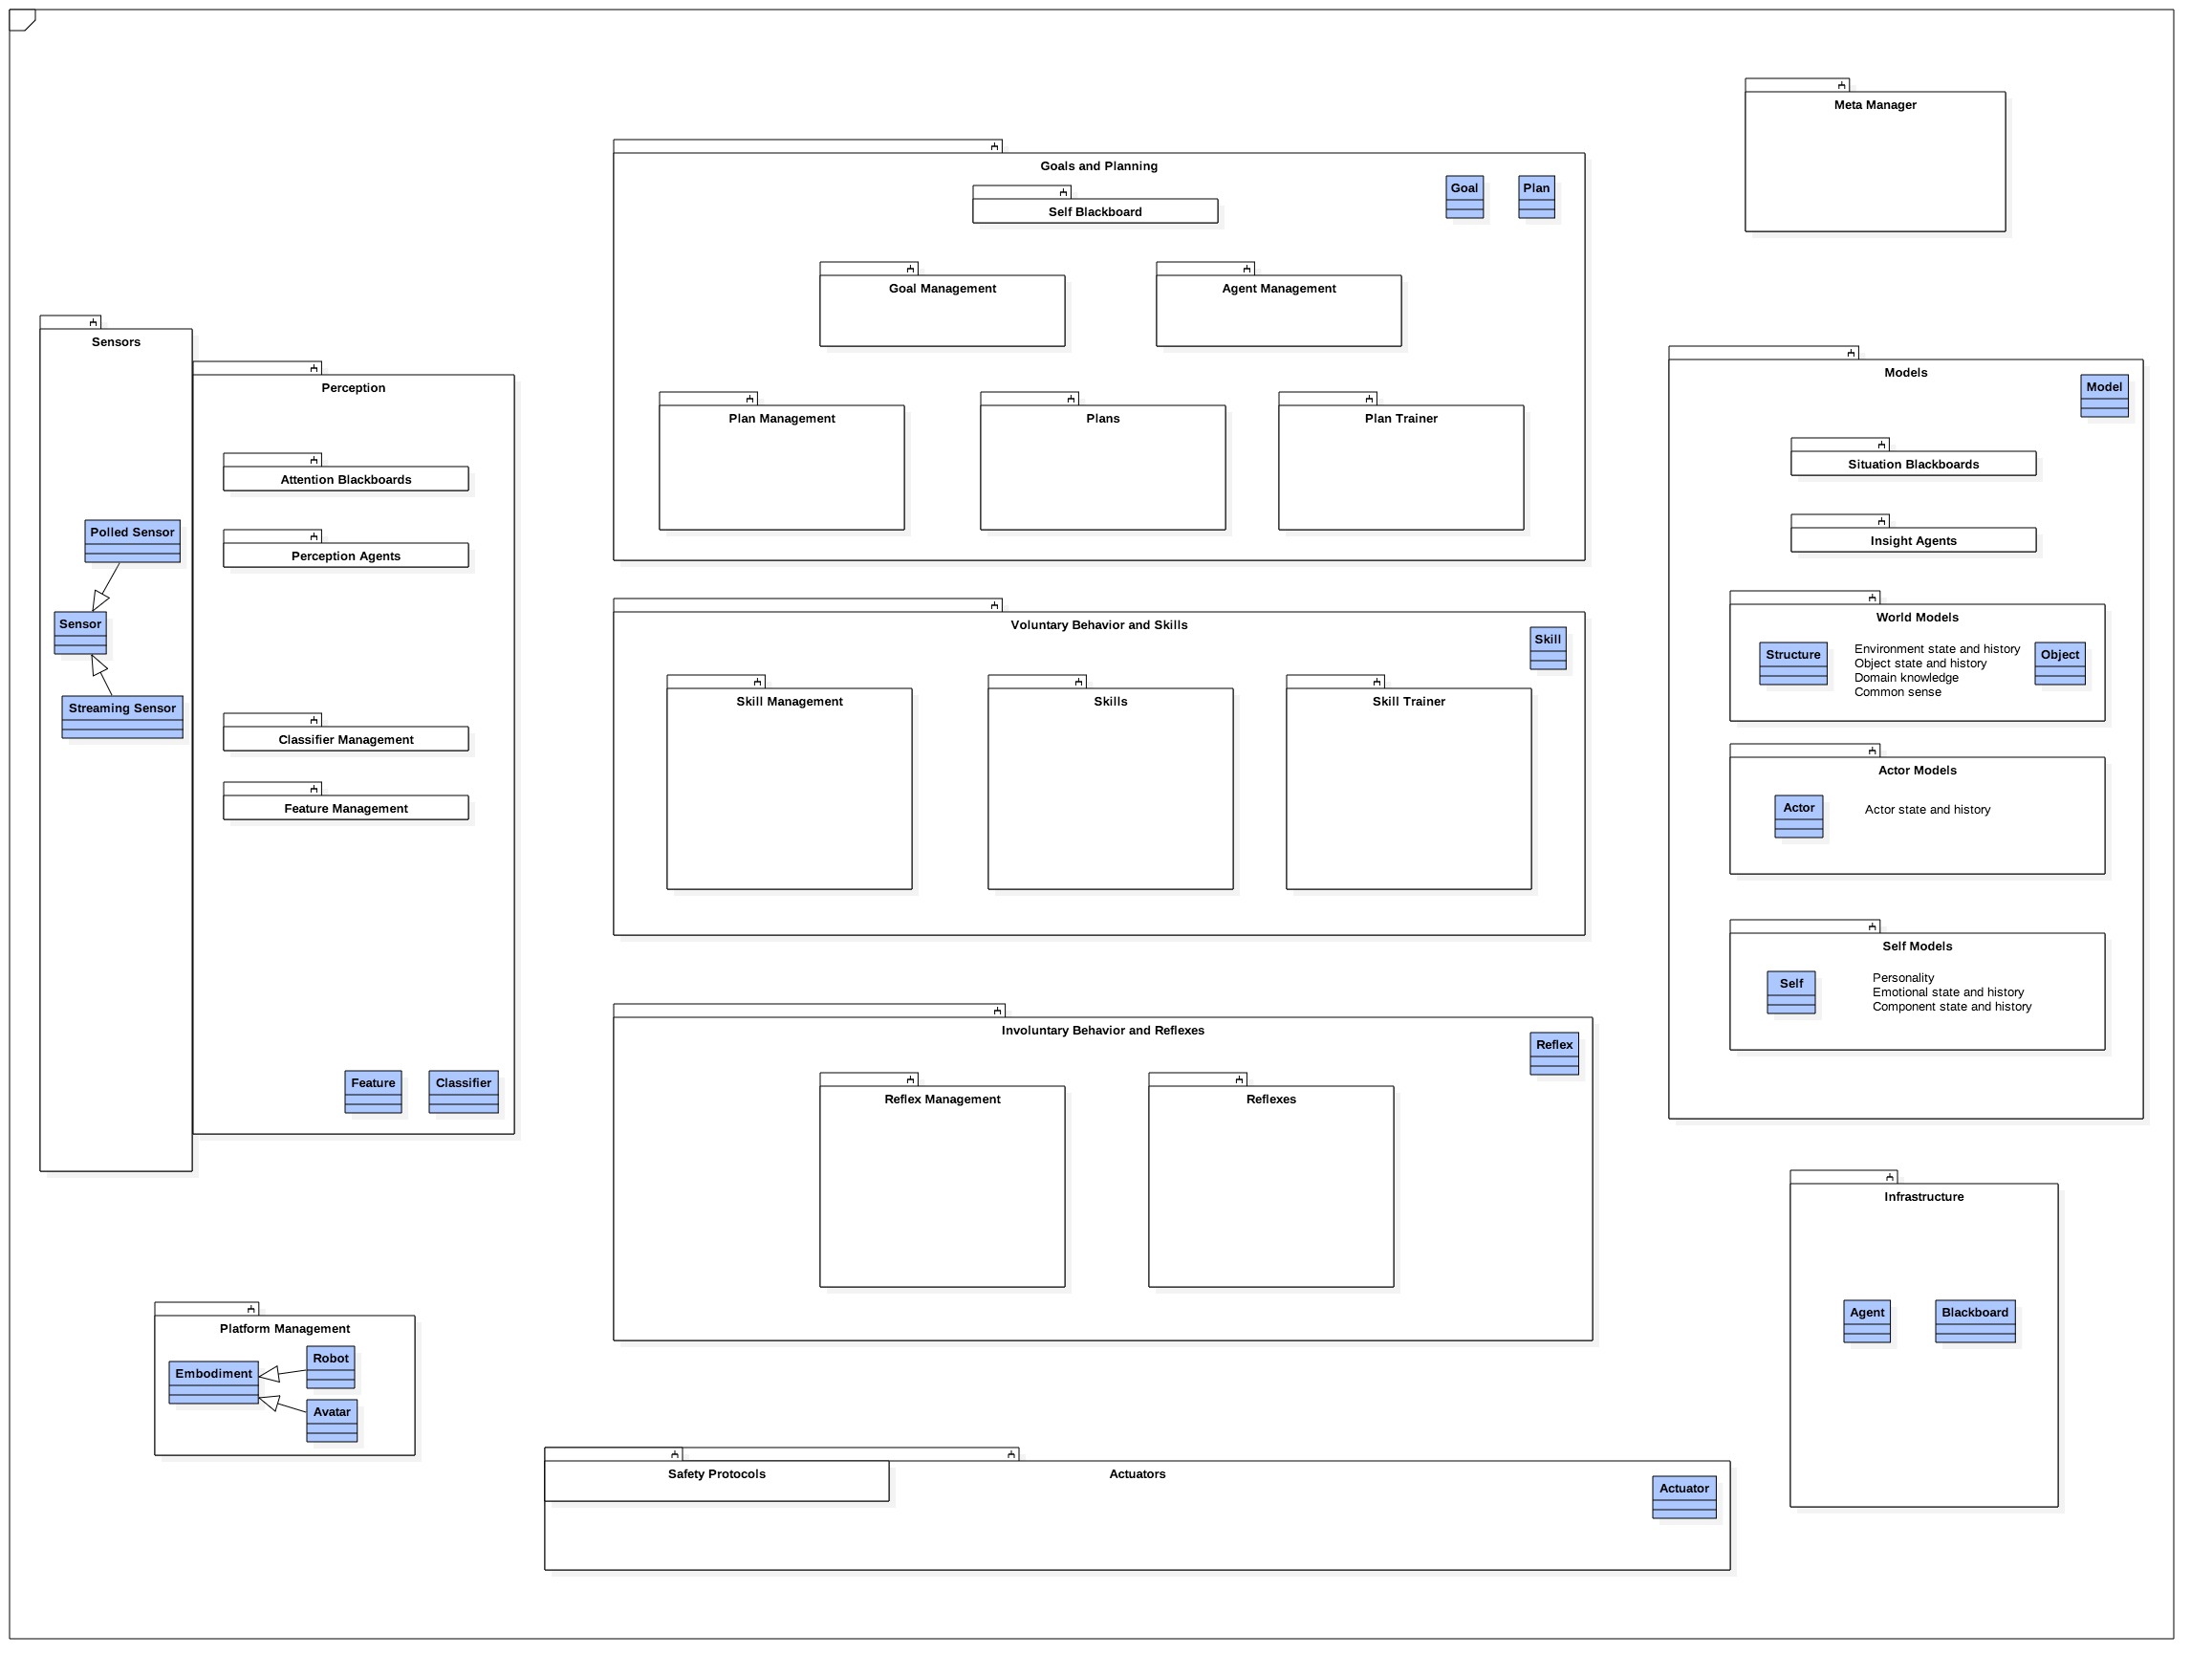 Meta Manager
Goals and Planning
Goal
Plan
Self Blackboard
Goal Management
Agent Management
Plan Management
Plans
Plan Trainer
Sensors
Polled Sensor
Sensor
Streaming Sensor
Perception
Attention Blackboards
Perception Agents
Classifier Management
Feature Management
Feature
Classifier
Voluntary Behavior and Skills
Skill
Skill Management
Skills
Skill Trainer
Involuntary Behavior and Reflexes
Reflex
Reflex Management
Reflexes
Models
Model
Situation Blackboards
Insight Agents
World Models
Structure
Environment state and history
Object state and history
Domain knowledge
Common sense
Object
Actor Models
Actor
Actor state and history
Self Models
Self
Personality
Emotional state and history
Component state and history
Infrastructure
Agent
Blackboard
Platform Management
Embodiment
Robot
Avatar
Safety Protocols
Actuators
Actuator